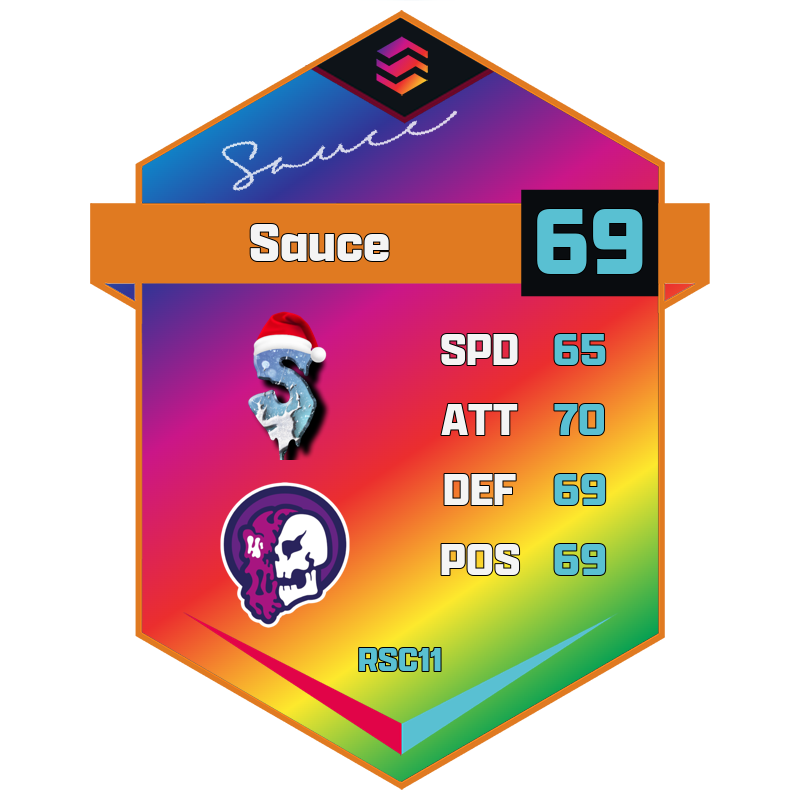 Sauce
Sauce 69
S
SPD 65
ATT 70
DEF 69
POS 69
RSC11